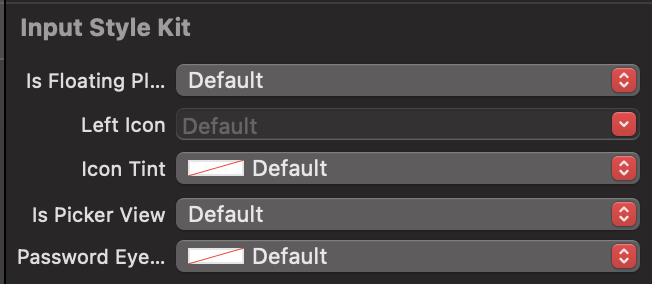 Input Style Kit
Is Floating Pl... Default
Left Icon Default
Icon Tint Default
Is Picker View Default
Password Eye... Default